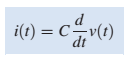 i(t) = C d/dt v(t)